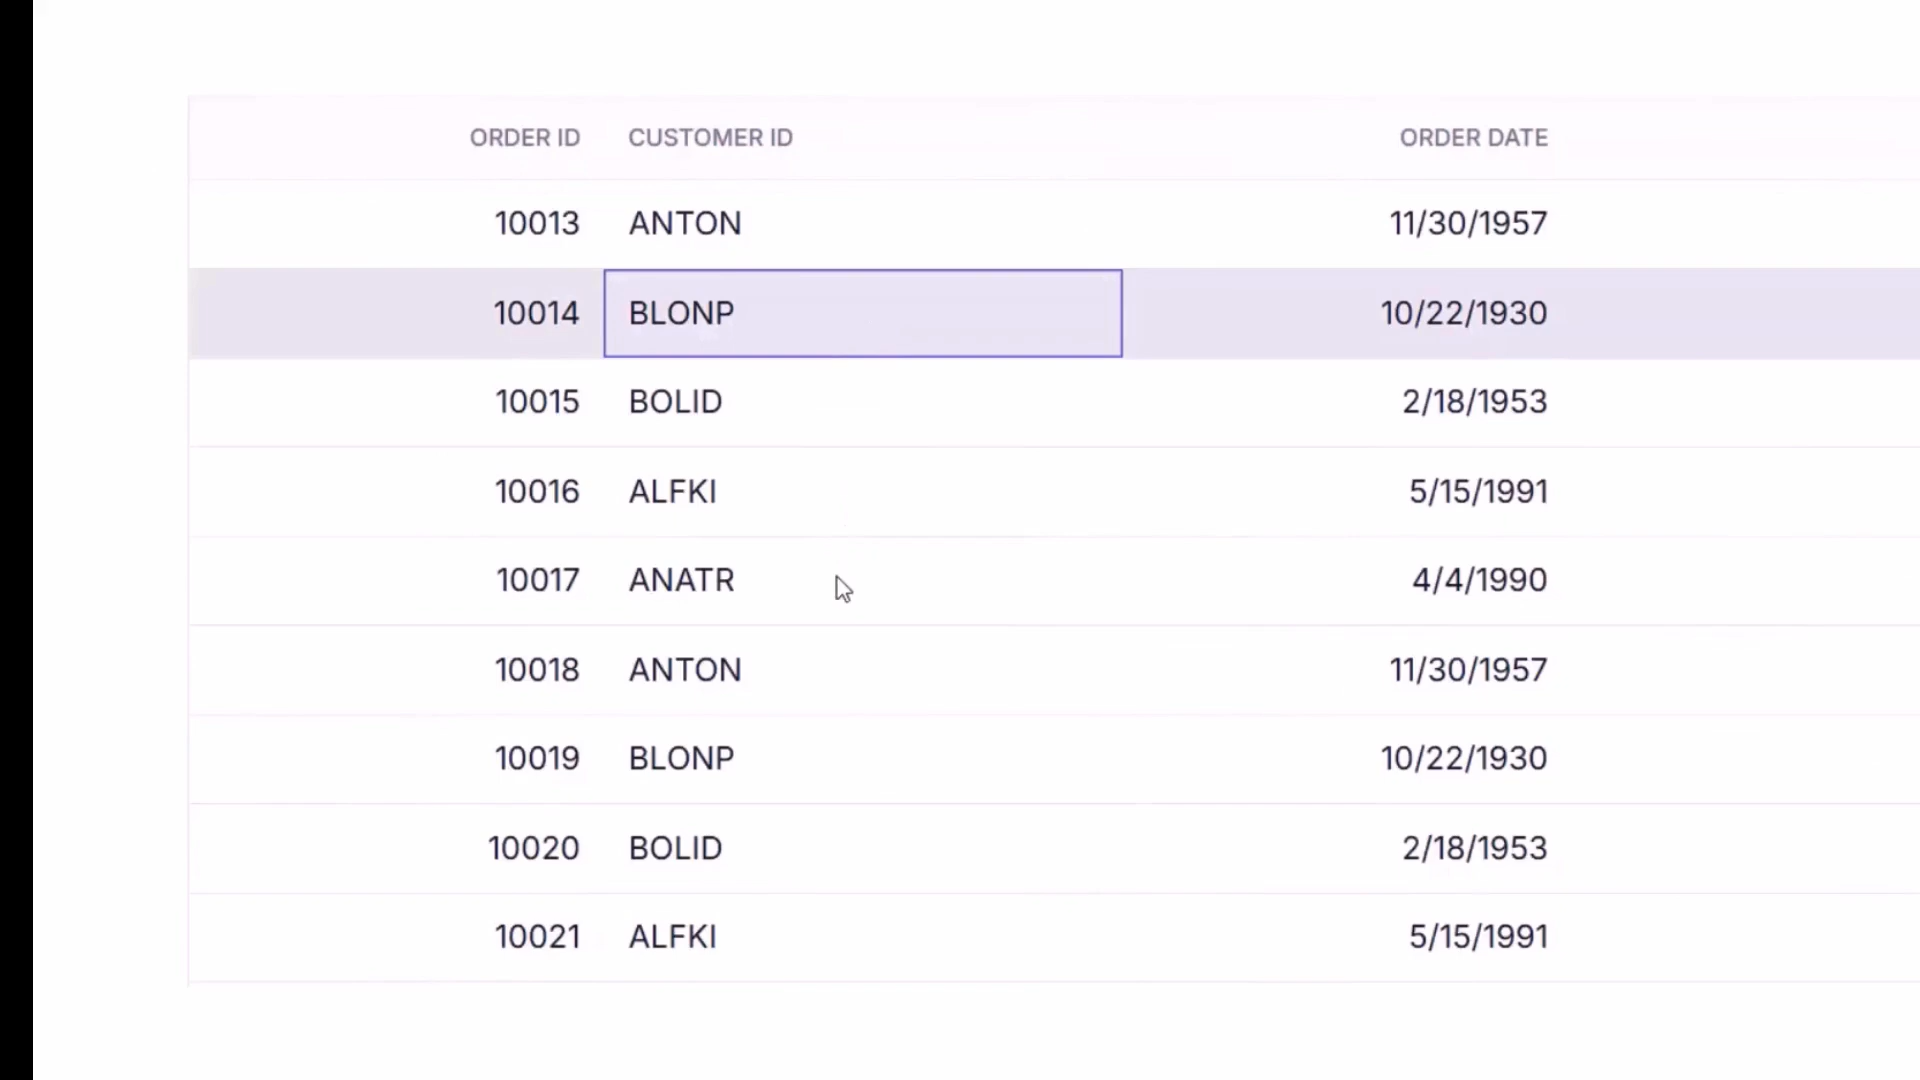 ORDER ID CUSTOMER ID ORDER DATE
10013 ANTON 11/30/1957
10014 BLONP 10/22/1930
10015 BOLID 2/18/1953
10016 ALFKI 5/15/1991
10017 ANATR 4/4/1990
10018 ANTON 11/30/1957
10019 BLONP 10/22/1930
10020 BOLID 2/18/1953
10021 ALFKI 5/15/1991